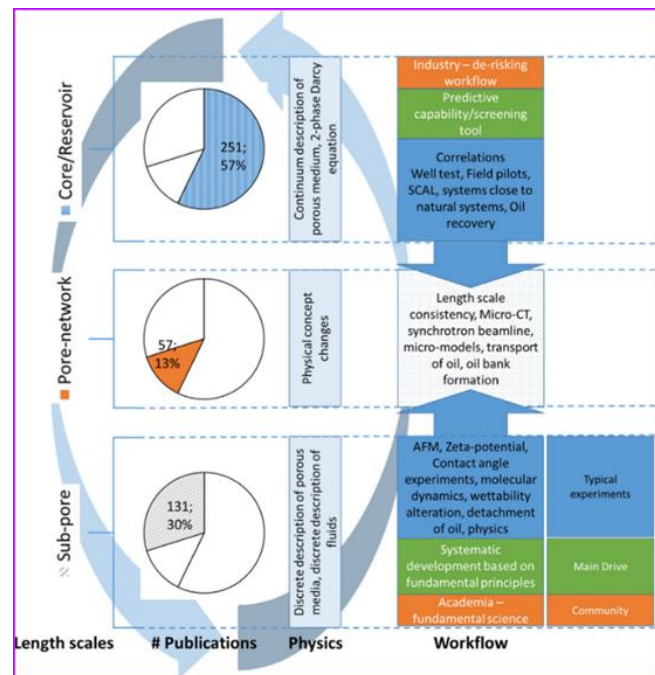 Core/Reservoir
251;
57%
Continuum description of
porous medium, 2-phase Darcy
equation
Industry – de-risking
workflow
Predictive
capability/screening
tool
Correlations
Well test, Field pilots,
SCAL, systems close to
natural systems, Oil
recovery
Pore-network
57;
13%
Physical concept
changes
Length scale
consistency, Micro-CT,
synchrotron beamline,
micro-models, transport
of oil, oil bank
formation
Sub-pore
131;
30%
Discrete description of porous
media, discrete description of
fluids
AFM, Zeta-potential,
Contact angle
experiments, molecular
dynamics, wettability
alteration, detachment
of oil, physics
Typical
experiments
Systematic
development based on
fundamental principles
Main Drive
Academia –
fundamental science
Community
Length scales # Publications Physics Workflow